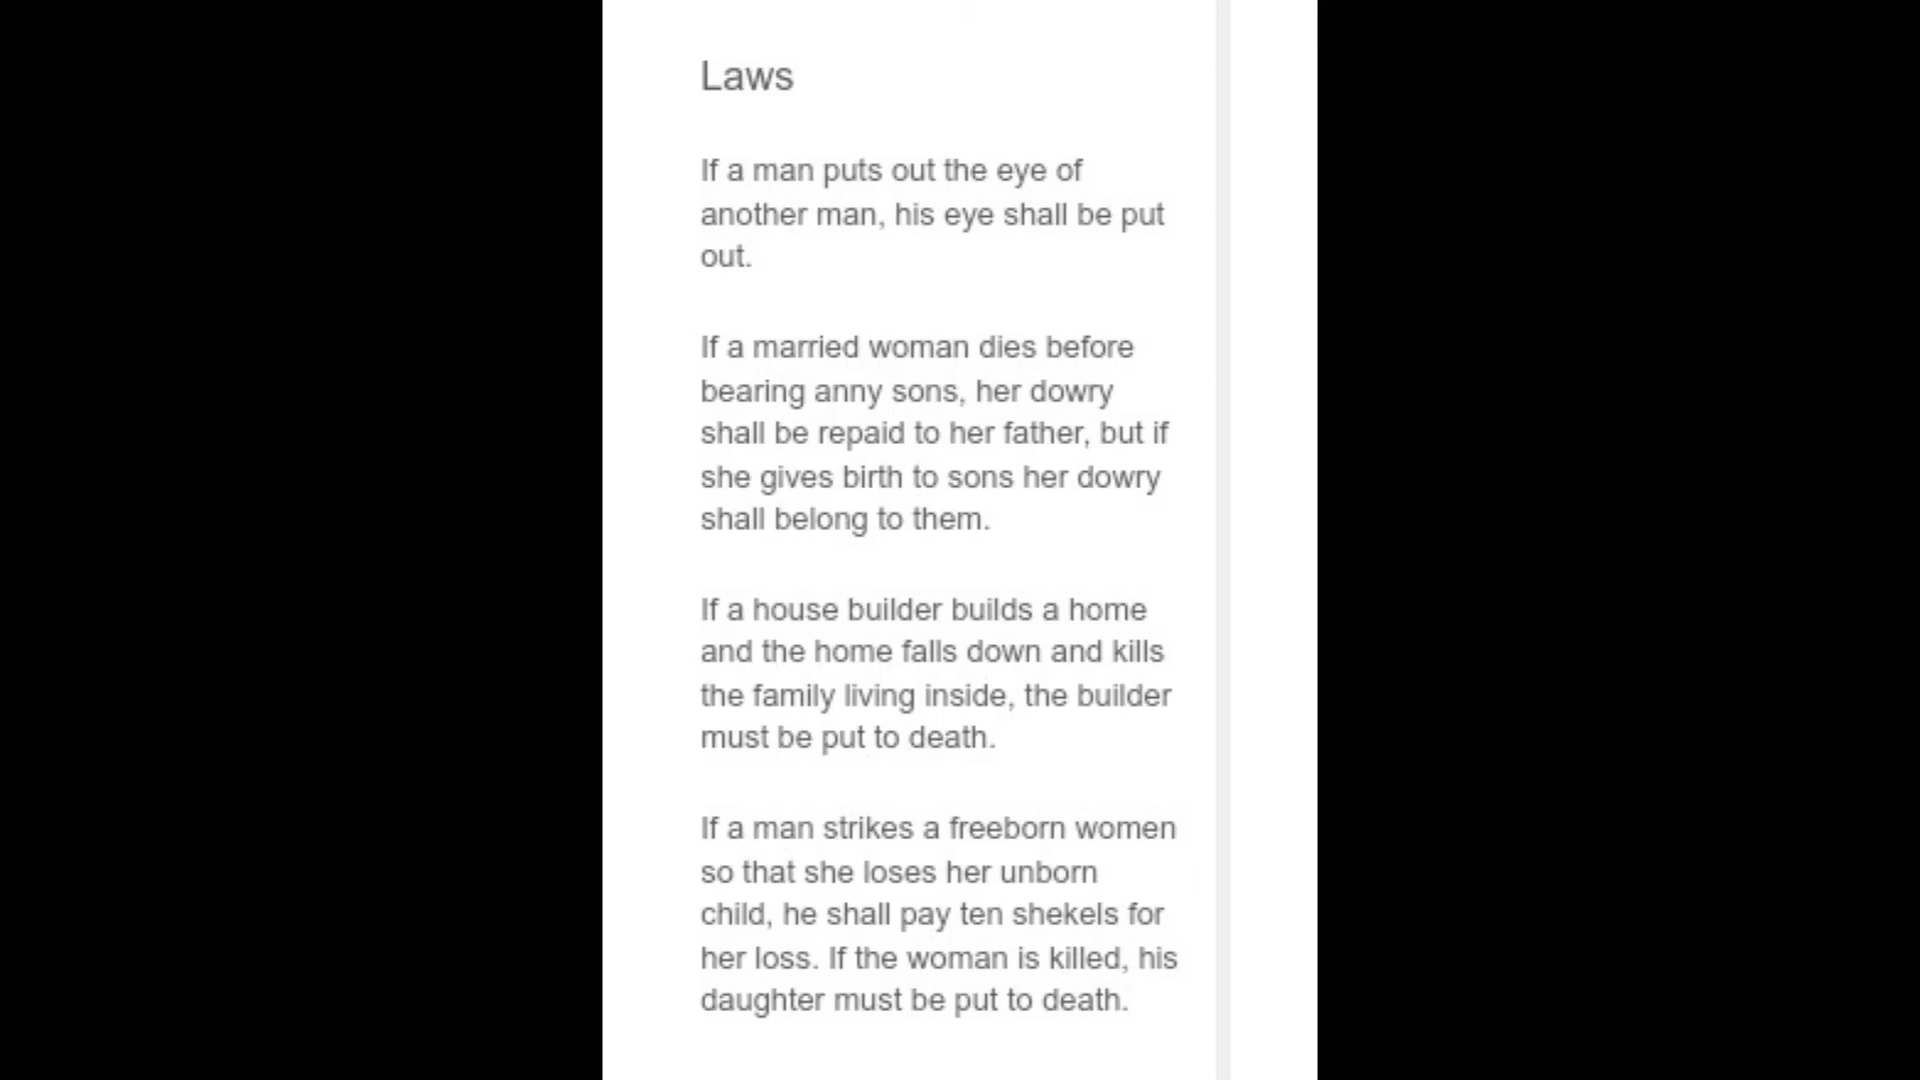 Laws
If a man puts out the eye of
another man, his eye shall be put
out.
If a married woman dies before
bearing anny sons, her dowry
shall be repaid to her father, but if
she gives birth to sons her dowry
shall belong to them.
If a house builder builds a home
and the home falls down and kills
the family living inside, the builder
must be put to death.
If a man strikes a freeborn women
so that she loses her unborn
child, he shall pay ten shekels for
her loss. If the woman is killed, his
daughter must be put to death.